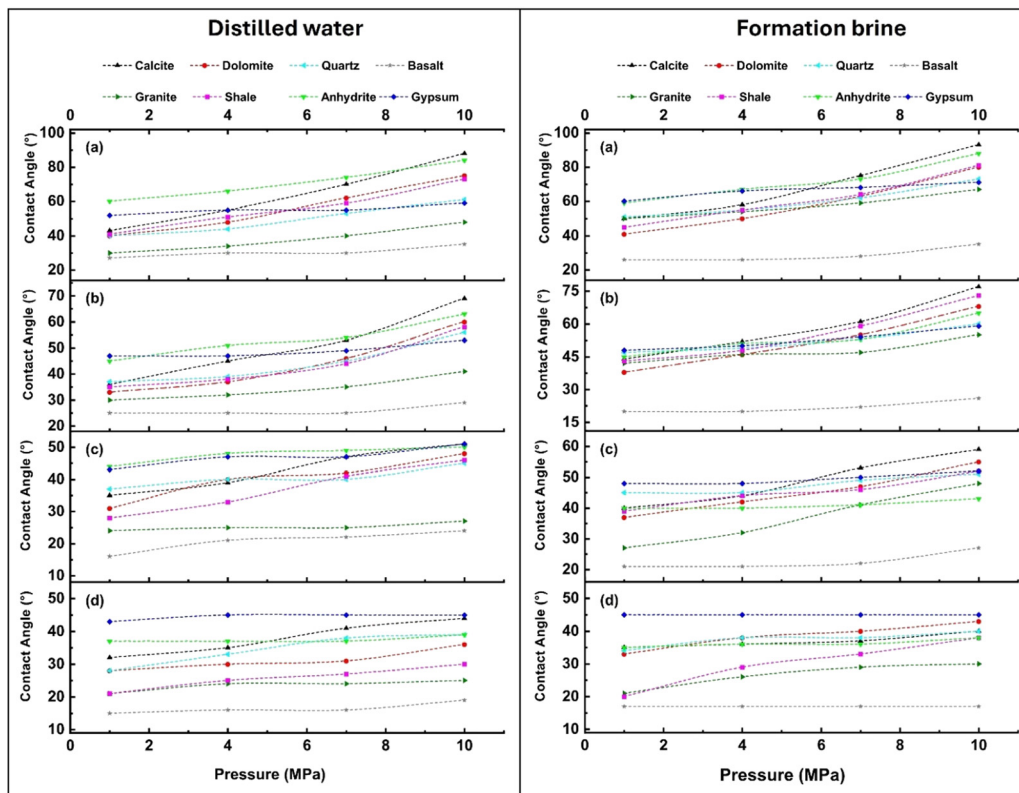 Distilled water
Calcite Dolomite Quartz Basalt
Granite Shale Anhydrite Gypsum
0 2 4 6 8 10
(a)
100
80
60
40
20
Contact Angle (°)
(b)
70
60
50
40
30
20
Contact Angle (°)
(c)
50
40
30
20
10
Contact Angle (°)
(d)
50
40
30
20
10
Contact Angle (°)
0 2 4 6 8 10
Pressure (MPa)
Formation brine
Calcite Dolomite Quartz Basalt
Granite Shale Anhydrite Gypsum
0 2 4 6 8 10
(a)
100
80
60
40
20
Contact Angle (°)
(b)
75
60
45
30
15
Contact Angle (°)
(c)
60
50
40
30
20
Contact Angle (°)
(d)
50
40
30
20
10
Contact Angle (°)
0 2 4 6 8 10
Pressure (MPa)